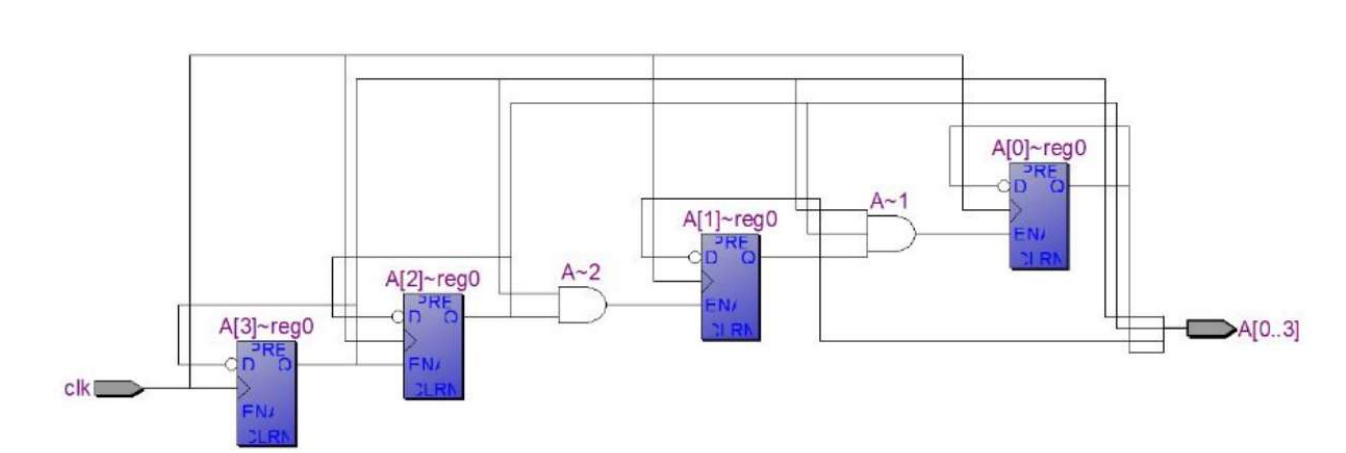 A[0]~reg0
PRE
D Q
ENA
CLRN
A~1
A[1]~reg0
PRE
D Q
ENA
CLRN
A~2
A[2]~reg0
PRE
D Q
ENA
CLRN
A[3]~reg0
PRE
D Q
ENA
CLRN
clk
A[0..3]